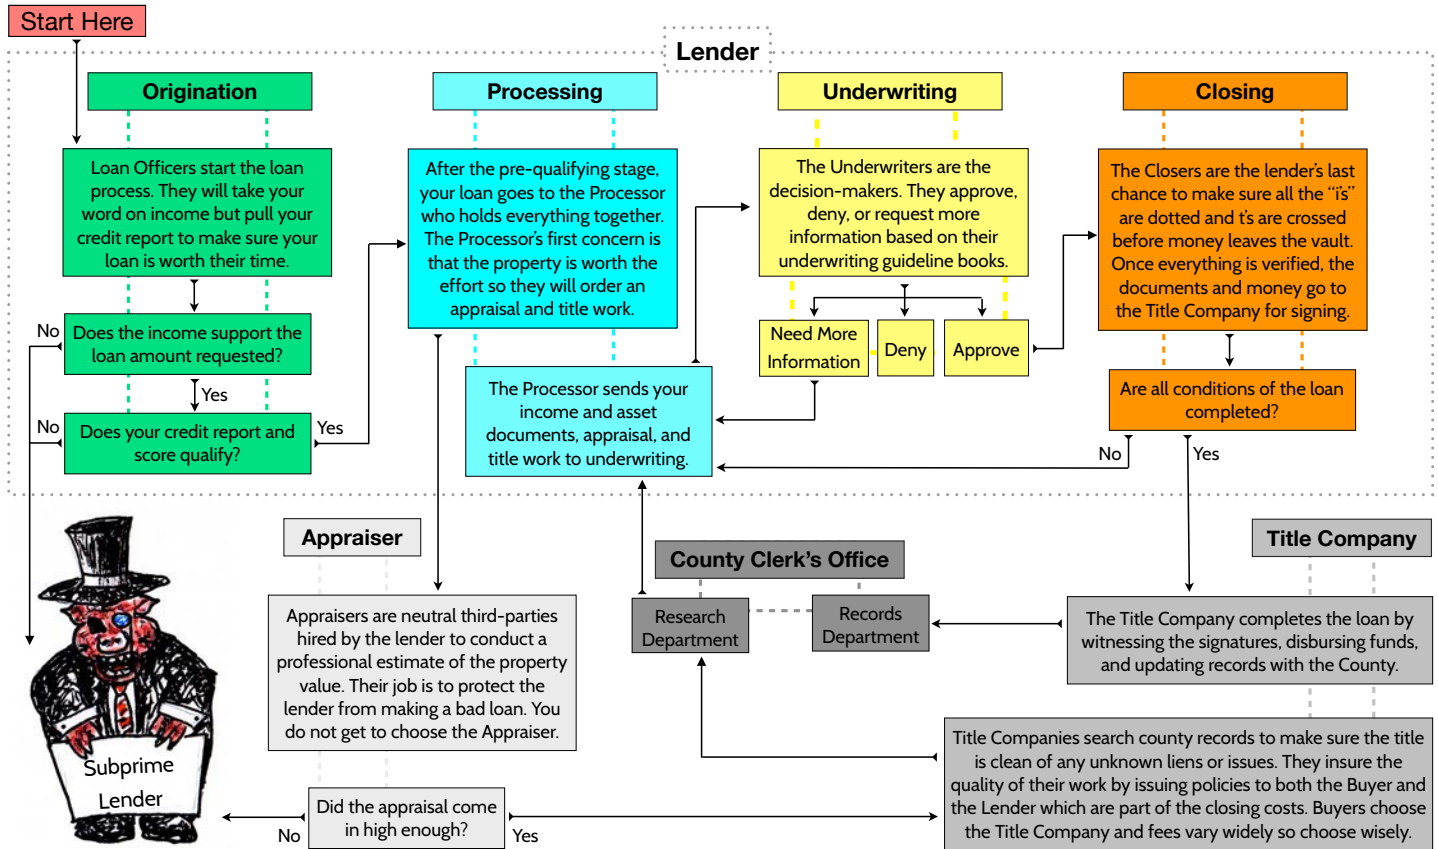 Start Here
Lender
Origination
Loan Officers start the loan
process. They will take your
word on income but pull your
credit report to make sure your
loan is worth their time.
No
Does the income support the
loan amount requested?
Yes
No
Does your credit report and
score qualify?
Yes
Processing
After the pre-qualifying stage,
your loan goes to the Processor
who holds everything together.
The Processor's first concern is
that the property is worth the
effort so they will order an
appraisal and title work.
The Processor sends your
income and asset
documents, appraisal, and
title work to underwriting.
Underwriting
The Underwriters are the
decision-makers. They approve,
deny, or request more
information based on their
underwriting guideline books.
Need More
Information
Deny
Approve
Closing
The Closers are the lender's last
chance to make sure all the “i's”
are dotted and t's are crossed
before money leaves the vault.
Once everything is verified, the
documents and money go to
the Title Company for signing.
Are all conditions of the loan
completed?
No
Yes
Subprime
Lender
Appraiser
Appraisers are neutral third-parties
hired by the lender to conduct a
professional estimate of the property
value. Their job is to protect the
lender from making a bad loan. You
do not get to choose the Appraiser.
Did the appraisal come
in high enough?
No
Yes
County Clerk's Office
Research
Department
Records
Department
Title Company
The Title Company completes the loan by
witnessing the signatures, disbursing funds,
and updating records with the County.
Title Companies search county records to make sure the title
is clean of any unknown liens or issues. They insure the
quality of their work by issuing policies to both the Buyer and
the Lender which are part of the closing costs. Buyers choose
the Title Company and fees vary widely so choose wisely.